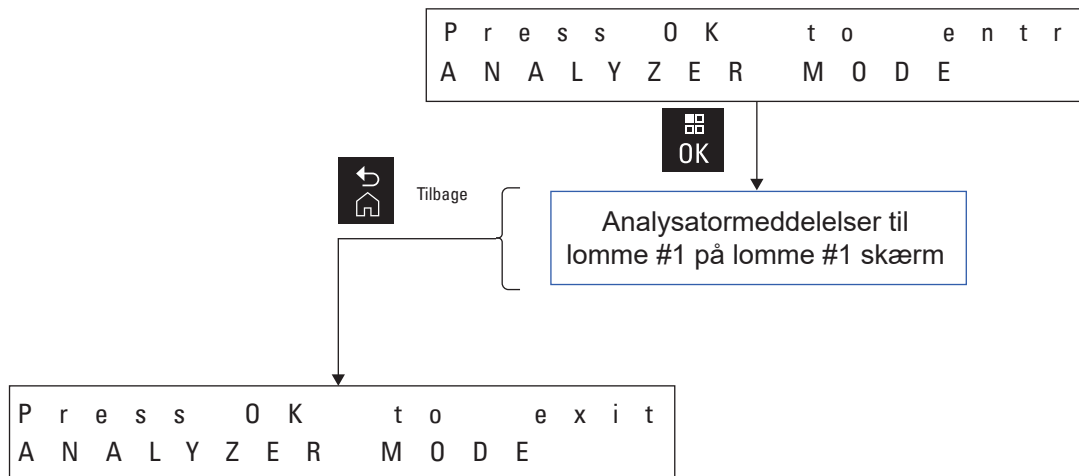 Press OK to entr
ANALYZER MODE
OK
Tilbage
Analysatormeddelelser til
lomme #1 på lomme #1 skærm
Press OK to exit
ANALYZER MODE